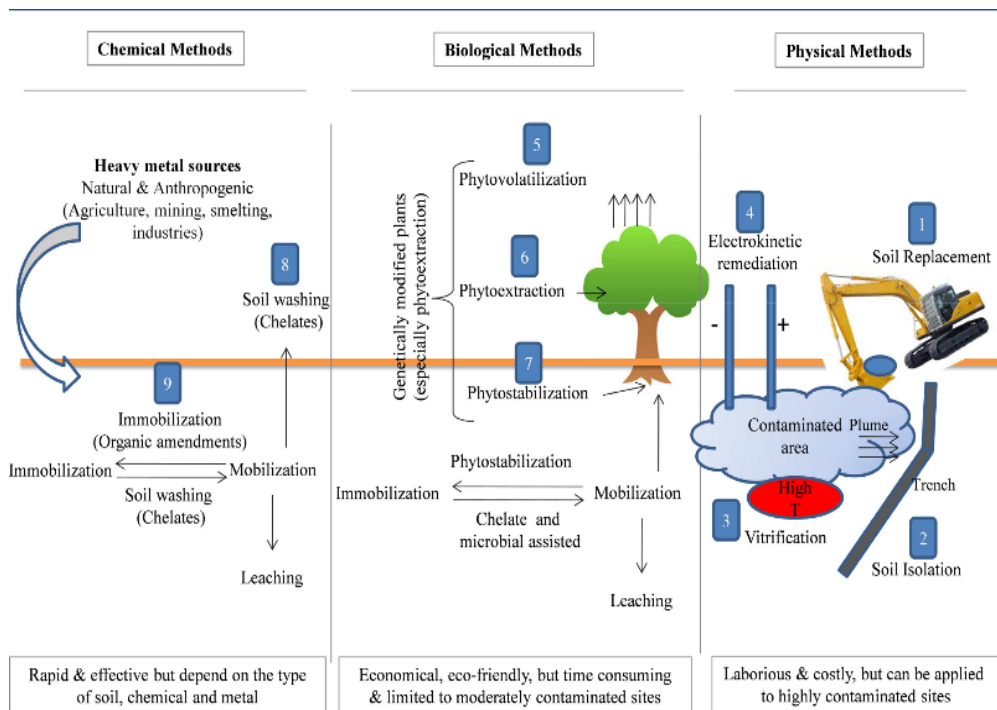 Chemical Methods
Biological Methods
Physical Methods
Heavy metal sources
Natural & Anthropogenic
(Agriculture, mining, smelting,
industries)
8
Soil washing
(Chelates)
9
Immobilization
(Organic amendments)
Immobilization
Mobilization
Soil washing
(Chelates)
Leaching
Rapid & effective but depend on the type
of soil, chemical and metal
Genetically modified plants
(especially phytoextraction)
5
Phytovolatilization
6
Phytoextraction
7
Phytostabilization
Phytostabilization
Immobilization
Mobilization
Chelate and
microbial assisted
Leaching
Economical, eco-friendly, but time consuming
& limited to moderately contaminated sites
4
Electrokinetic
remediation
1
Soil Replacement
-
+
Contaminated
area
Plume
High
T
Trench
3
Vitrification
2
Soil Isolation
Laborious & costly, but can be applied
to highly contaminated sites